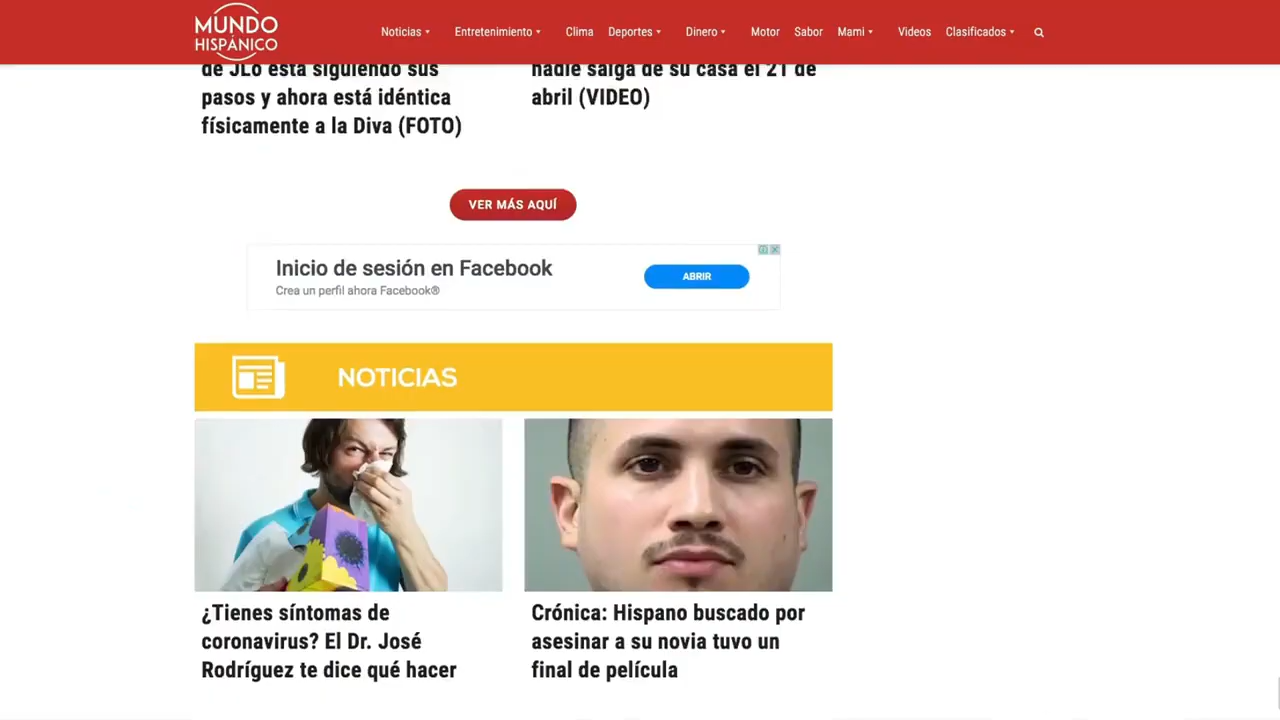 MUNDO
HISPÁNICO
Noticias Entretenimiento Clima Deportes Dinero Motor Sabor Mami Videos Clasificados
de JLo está siguiendo sus
pasos y ahora está idéntica
físicamente a la Diva (FOTO)
nadie salga de su casa el 21 de
abril (VIDEO)
VER MÁS AQUÍ
Inicio de sesión en Facebook
Crea un perfil ahora Facebook®
ABRIR
NOTICIAS
¿Tienes síntomas de
coronavirus? El Dr. José
Rodríguez te dice qué hacer
Crónica: Hispano buscado por
asesinar a su novia tuvo un
final de película